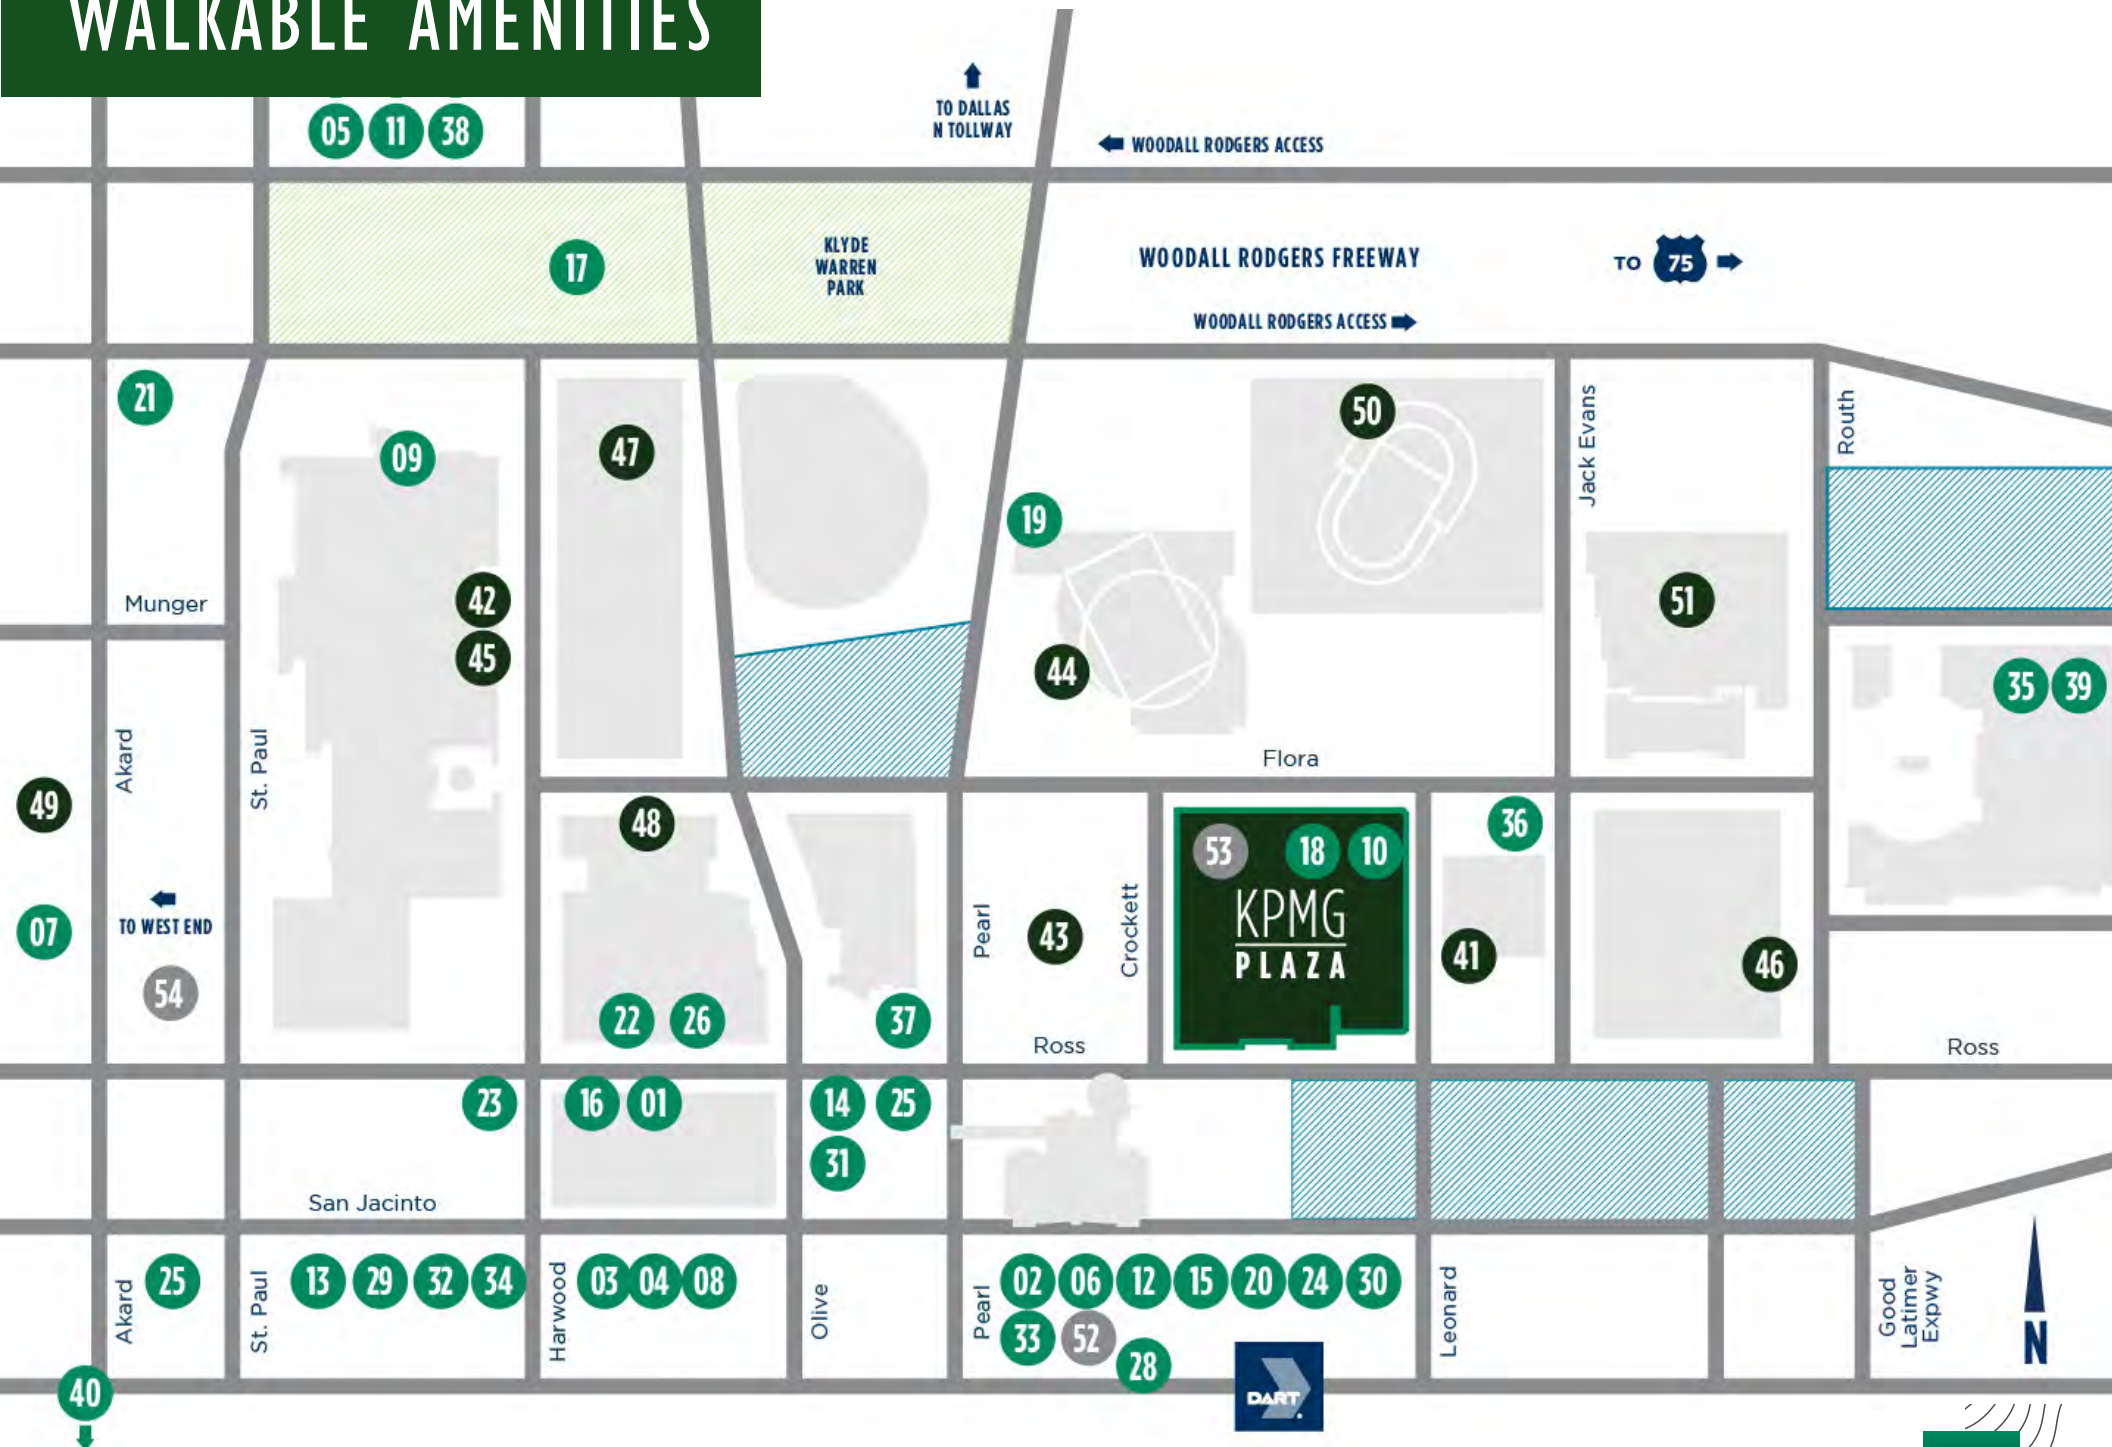 WALKABLE AMENITIES
TO DALLAS
N TOLLWAY
05 11 38
WOODALL RODGERS ACCESS
17
KLYDE
WARREN
PARK
WOODALL RODGERS FREEWAY
TO 75
WOODALL RODGERS ACCESS
21
09
47
50
Jack Evans
Routh
19
42
Munger
51
45
44
35 39
Akard
St. Paul
Flora
49
48
53 18 10
36
KPMG
PLAZA
07
TO WEST END
54
Pearl
43
Crockett
41
46
22 26
37
Ross
Ross
23
16 01
14 25
31
San Jacinto
Akard
25
St. Paul
13 29 32 34
Harwood
03 04 08
Olive
Pearl
02 06 12 15 20 24 30
33 52
28
Leonard
Good
Latimer
Expwy
N
40
DART